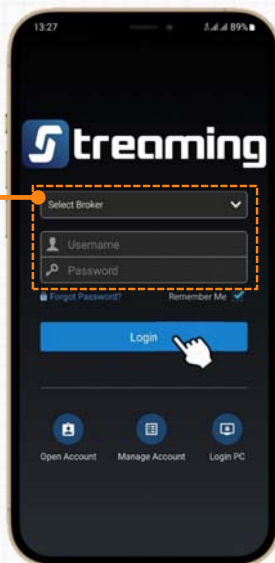 13:27 89%
Streaming
Select Broker
Username
Password
Forgot Password? Remember Me
Login
Open Account Manage Account Login PC